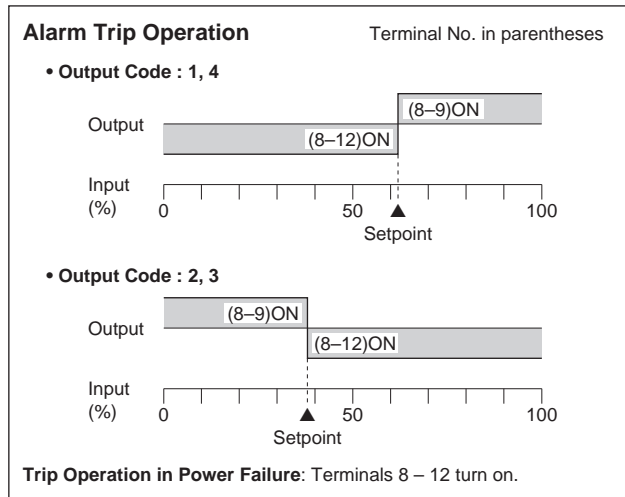 Alarm Trip Operation Terminal No. in parentheses
• Output Code : 1, 4
(8–9)ON
Output
(8–12)ON
Input
(%)
0 50 100
Setpoint
• Output Code : 2, 3
(8–9)ON
Output
(8–12)ON
Input
(%)
0 50 100
Setpoint
Trip Operation in Power Failure: Terminals 8 – 12 turn on.